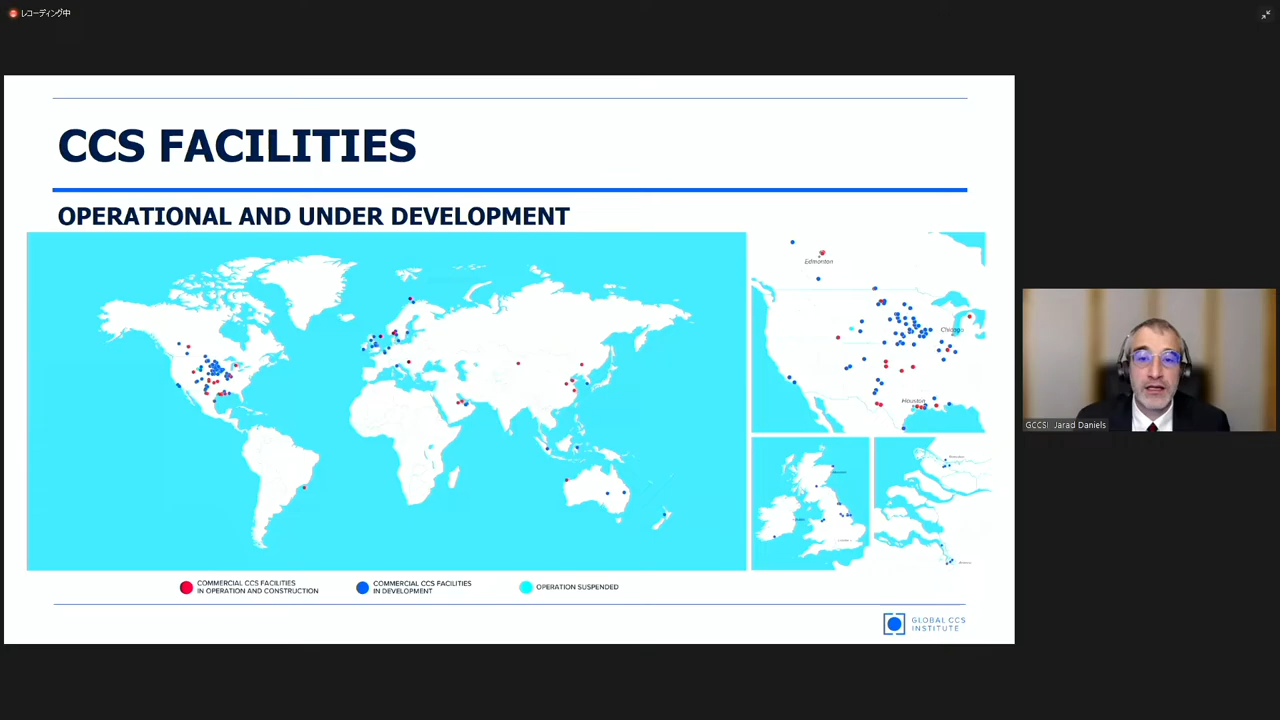 レコーディング中
CCS FACILITIES
OPERATIONAL AND UNDER DEVELOPMENT
Edmonton
Chicago
Houston
COMMERCIAL CCS FACILITIES
IN OPERATION AND CONSTRUCTION
COMMERCIAL CCS FACILITIES
IN DEVELOPMENT
OPERATION SUSPENDED
GLOBAL CCS
INSTITUTE
GCCSI Jarad Daniels